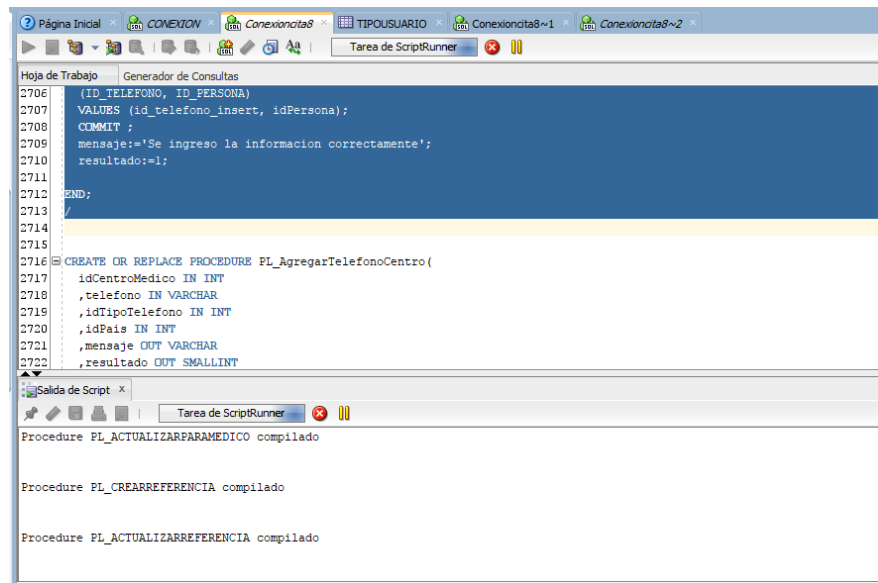 Página Inicial CONEXION Conexioncita8 TIPOUSUARIO Conexioncita8~1 Conexioncita8~2
Tarea de ScriptRunner
Hoja de Trabajo Generador de Consultas
2706 (ID_TELEFONO, ID_PERSONA)
2707 VALUES (id_telefono_insert, idPersona);
2708 COMMIT ;
2709 mensaje:='Se ingreso la informacion correctamente';
2710 resultado:=1;
2711
2712 END;
2713 /
2714
2715
2716 CREATE OR REPLACE PROCEDURE PL_AgregarTelefonoCentro(
2717 idCentroMedico IN INT
2718 ,telefono IN VARCHAR
2719 ,idTipoTelefono IN INT
2720 ,idPais IN INT
2721 ,mensaje OUT VARCHAR
2722 ,resultado OUT SMALLINT
Salida de Script x
Tarea de ScriptRunner
Procedure PL_ACTUALIZARPARAMEDICO compilado
Procedure PL_CREARREFERENCIA compilado
Procedure PL_ACTUALIZARREFERENCIA compilado